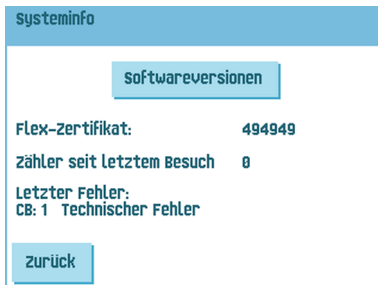 Systeminfo
Softwareversionen
Flex-Zertifikat: 494949
Zähler seit letztem Besuch 0
Letzter Fehler:
CB: 1 Technischer Fehler
Zurück